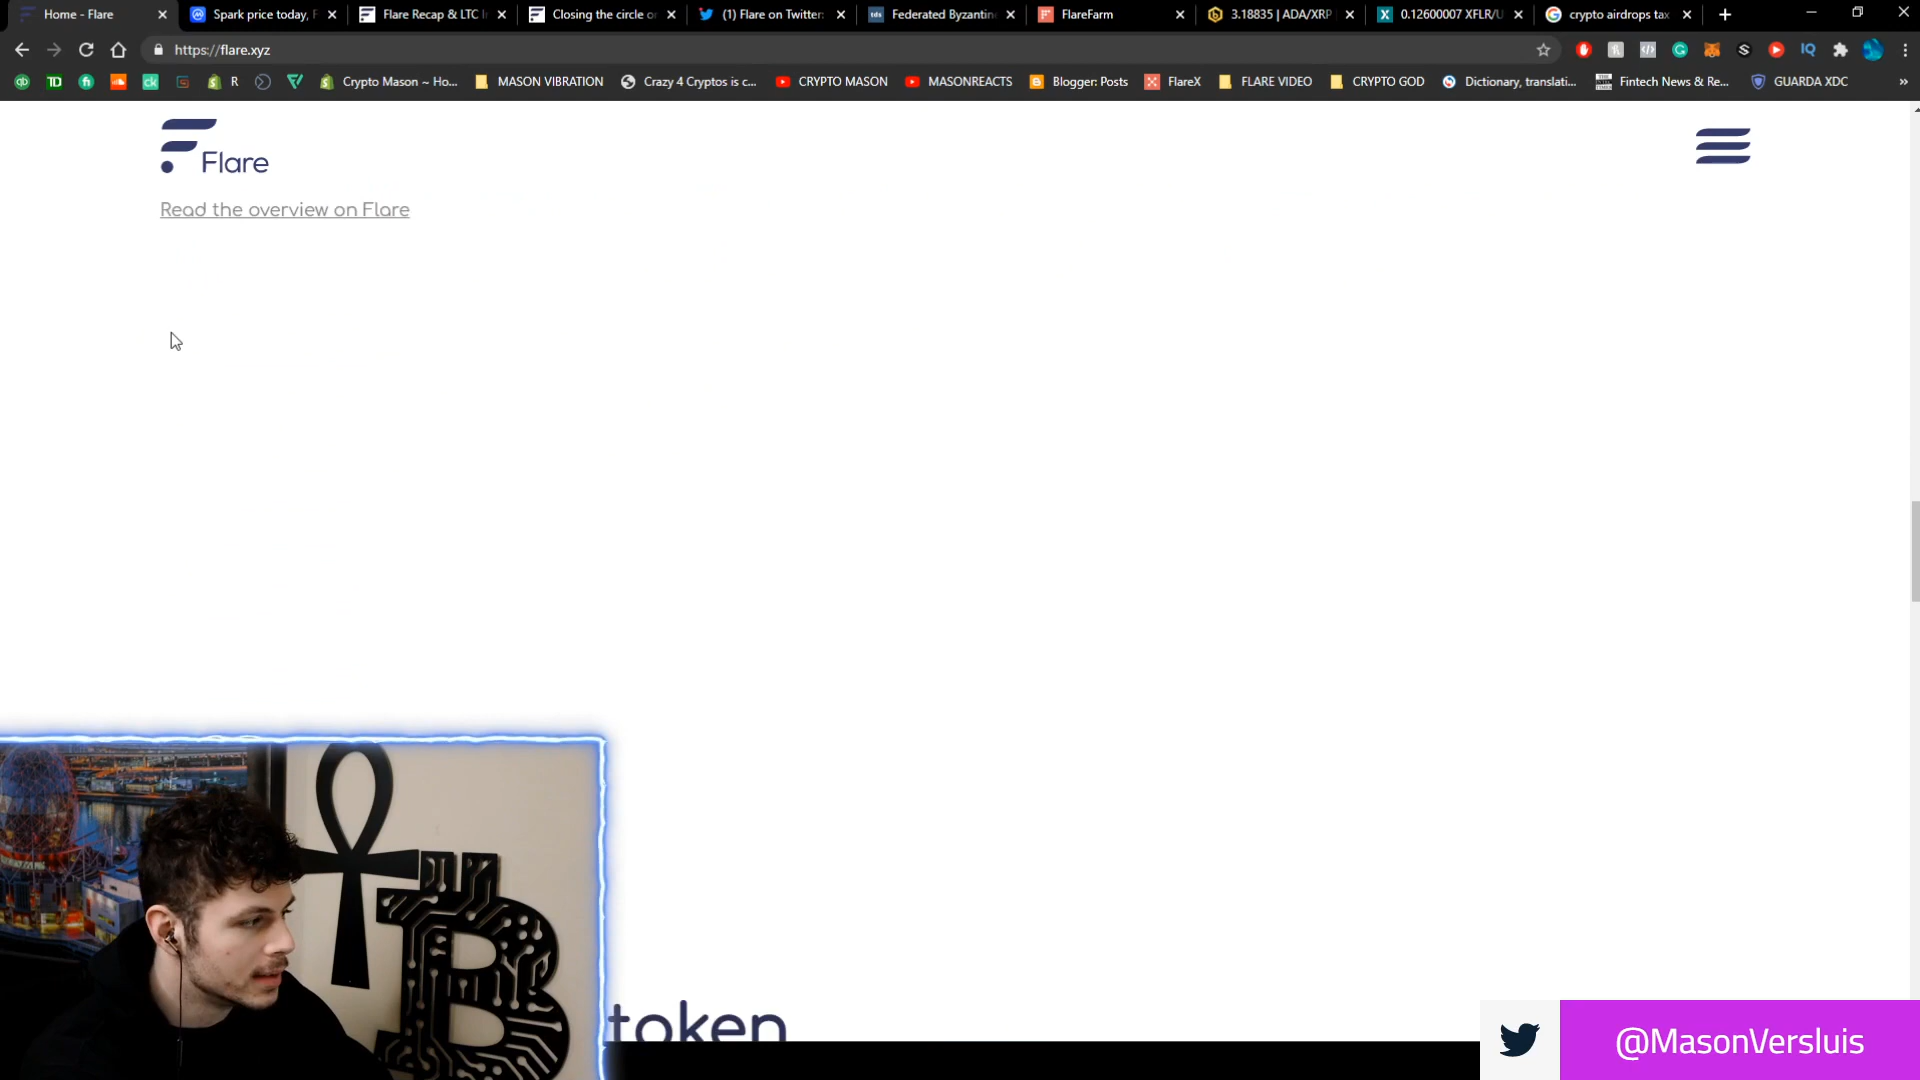 Home - Flare
Spark price today, F
Flare Recap & LTC I
Closing the circle o
(1) Flare on Twitter:
Federated Byzantin
FlareFarm
3.18835 | ADA/XRP
0.12600007 XFLR/U
crypto airdrops tax
https://flare.xyz
R
Crypto Mason ~ Ho...
MASON VIBRATION
Crazy 4 Cryptos is c...
CRYPTO MASON
MASONREACTS
Blogger: Posts
FlareX
FLARE VIDEO
CRYPTO GOD
Dictionary, translati...
Fintech News & Re...
GUARDA XDC
Flare
Read the overview on Flare
token
@MasonVersluis